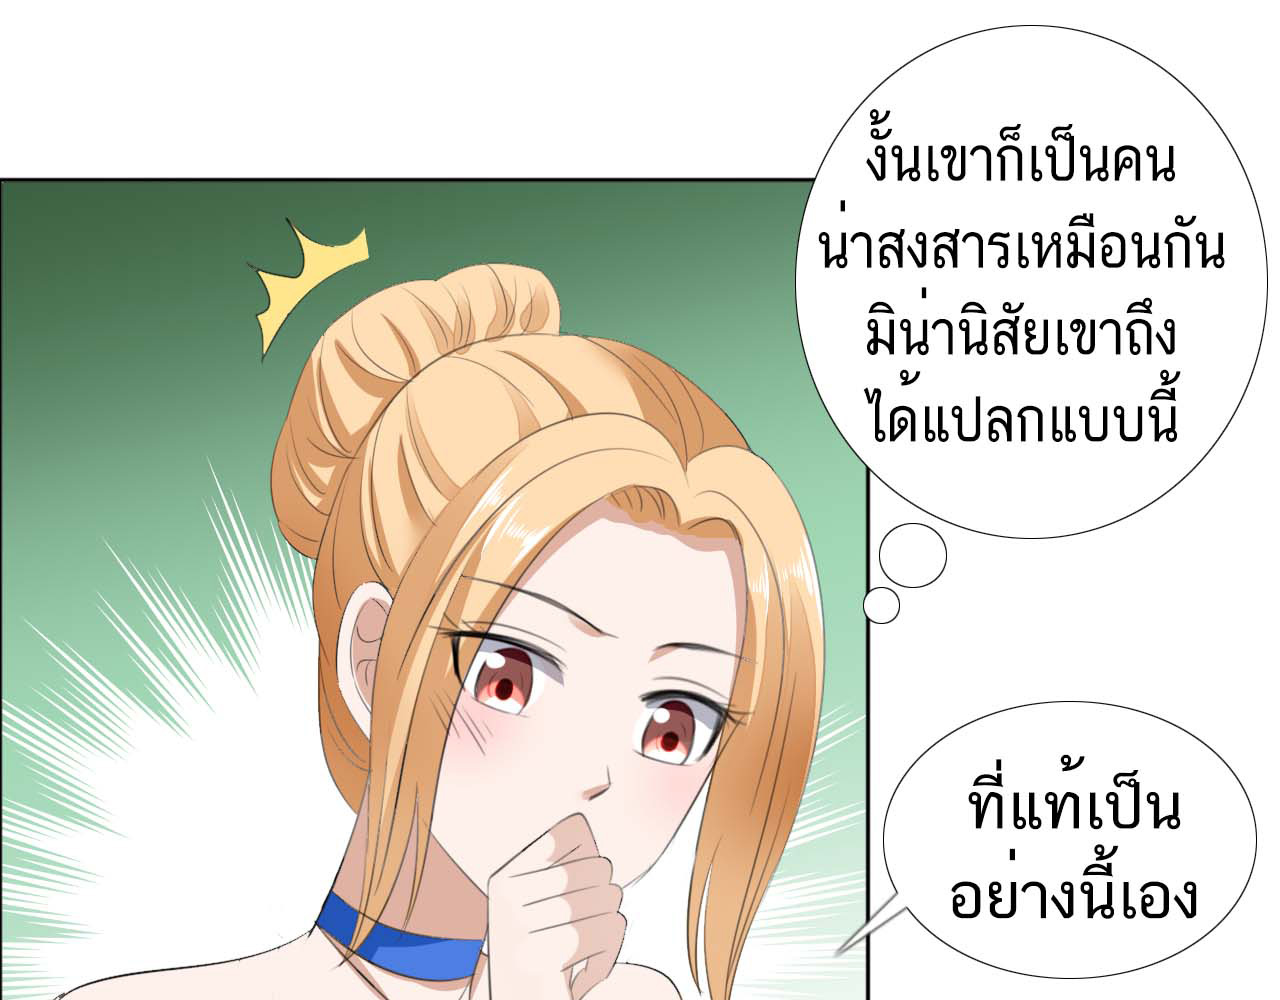 งั้นเขาก็เป็นคน
น่าสงสารเหมือนกัน
มิน่านิสัยเขาถึง
ได้แปลกแบบนี้
ที่แท้เป็น
อย่างนี้เอง